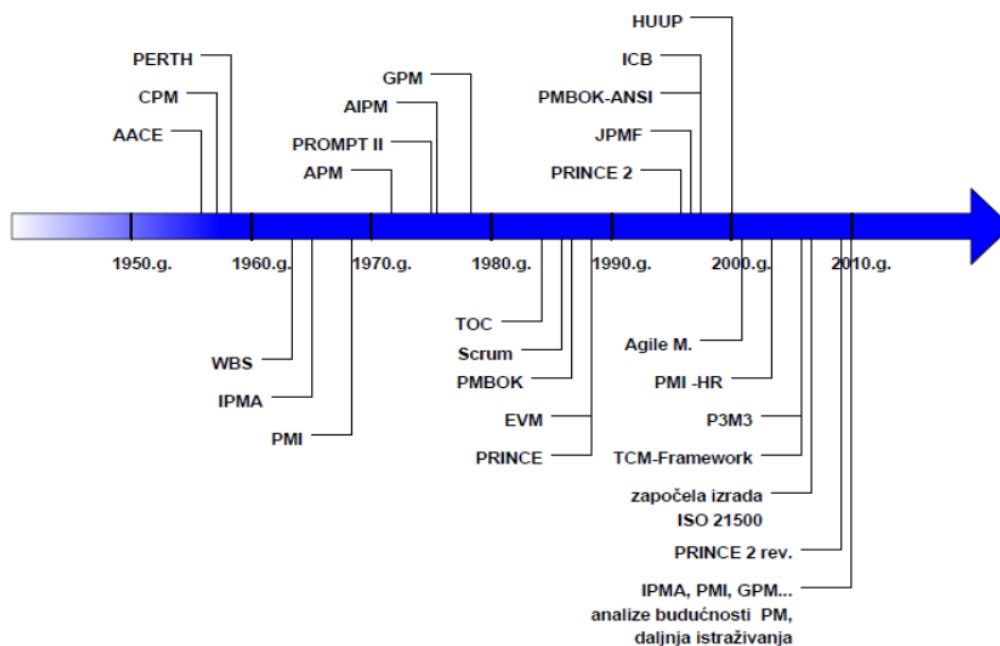 HUUP
PERTH
ICB
GPM
CPM
PMBOK-ANSI
AIPM
AACE
JPMF
PROMPT II
APM
PRINCE 2
1950.g.
1960.g.
1970.g.
1980.g.
1990.g.
2000.g.
2010.g.
TOC
Agile M.
Scrum
WBS
PMBOK
PMI -HR
IPMA
EVM
P3M3
PMI
PRINCE
TCM-Framework
započela izrada
ISO 21500
PRINCE 2 rev.
IPMA, PMI, GPM...
analize budućnosti PM,
daljnja istraživanja